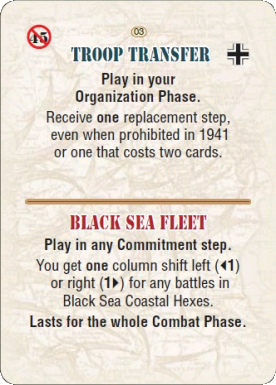 45
03
TROOP TRANSFER
Play in your
Organization Phase.
Receive one replacement step,
even when prohibited in 1941
or one that costs two cards.
BLACK SEA FLEET
Play in any Commitment step.
You get one column shift left (◀1)
or right (1▶) for any battles in
Black Sea Coastal Hexes.
Lasts for the whole Combat Phase.